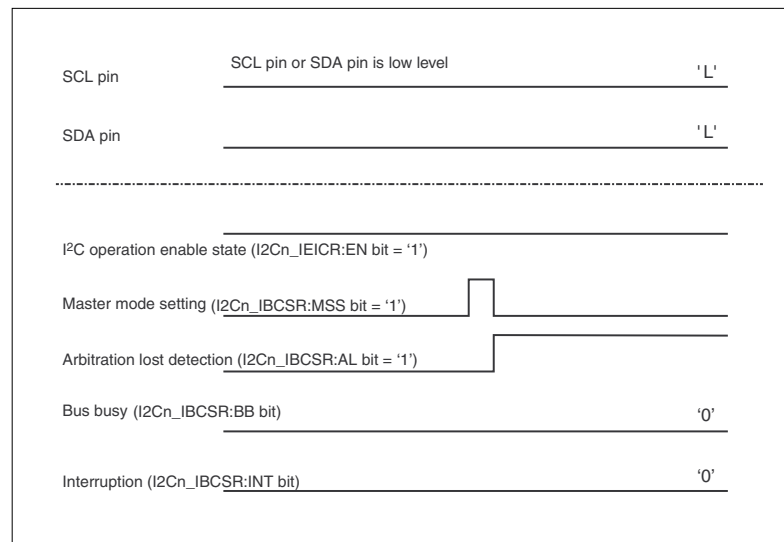 SCL pin or SDA pin is low level
SCL pin 'L'
SDA pin 'L'
I²C operation enable state (I2Cn_IEICR:EN bit = ‘1’)
Master mode setting (I2Cn_IBCSR:MSS bit = ‘1’)
Arbitration lost detection (I2Cn_IBCSR:AL bit = ‘1’)
Bus busy (I2Cn_IBCSR:BB bit) ‘0’
Interruption (I2Cn_IBCSR:INT bit) ‘0’